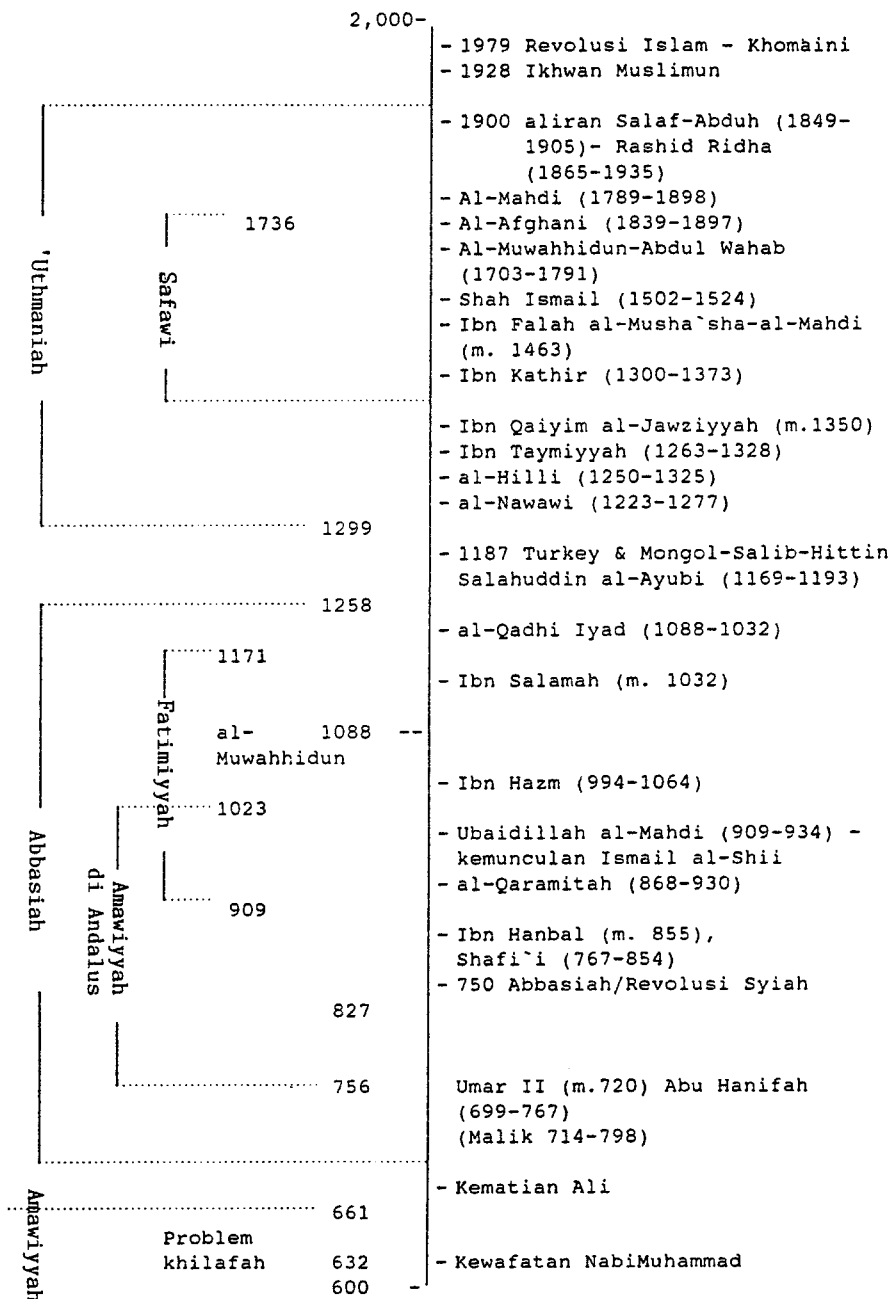 2,000-
- 1979 Revolusi Islam - Khomaini
- 1928 Ikhwan Muslimun
- 1900 aliran Salaf-Abduh (1849-
1905)- Rashid Ridha
(1865-1935)
- Al-Mahdi (1789-1898)
1736
- Al-Afghani (1839-1897)
- Al-Muwahhidun-Abdul Wahab
(1703-1791)
'Uthmaniah
Safawi
- Shah Ismail (1502-1524)
- Ibn Falah al-Musha`sha-al-Mahdi
(m. 1463)
- Ibn Kathir (1300-1373)
- Ibn Qaiyim al-Jawziyyah (m.1350)
- Ibn Taymiyyah (1263-1328)
- al-Hilli (1250-1325)
- al-Nawawi (1223-1277)
1299
- 1187 Turkey & Mongol-Salib-Hittin
Salahuddin al-Ayubi (1169-1193)
1258
- al-Qadhi Iyad (1088-1032)
1171
- Ibn Salamah (m. 1032)
Fatimiyyah
al- 1088 --
Muwahhidun
- Ibn Hazm (994-1064)
1023
Abbasiah
Amawiyyah
di Andalus
- Ubaidillah al-Mahdi (909-934) -
kemunculan Ismail al-Shii
- al-Qaramitah (868-930)
909
- Ibn Hanbal (m. 855),
Shafi`i (767-854)
- 750 Abbasiah/Revolusi Syiah
827
756
Umar II (m.720) Abu Hanifah
(699-767)
(Malik 714-798)
- Kematian Ali
Amawiyyah
661
Problem
khilafah
632
- Kewafatan NabiMuhammad
600 -